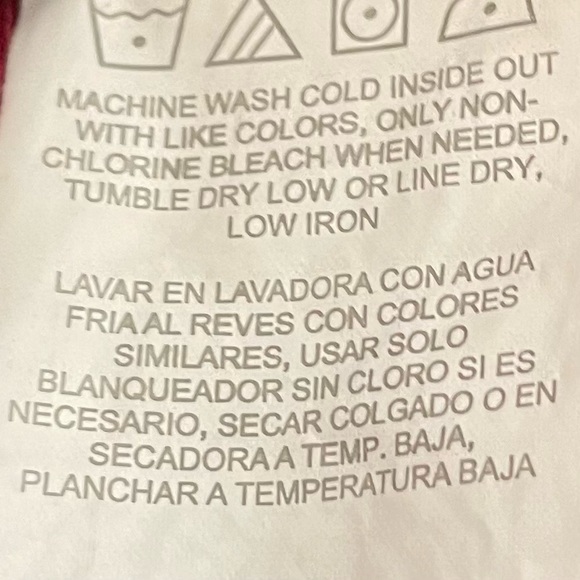 MACHINE WASH COLD INSIDE OUT
WITH LIKE COLORS, ONLY NON-
CHLORINE BLEACH WHEN NEEDED,
TUMBLE DRY LOW OR LINE DRY,
LOW IRON
LAVAR EN LAVADORA CON AGUA
FRIA AL REVES CON COLORES
SIMILARES, USAR SOLO
BLANQUEADOR SIN CLORO SI ES
NECESARIO, SECAR COLGADO O EN
SECADORA A TEMP. BAJA,
PLANCHAR A TEMPERATURA BAJA